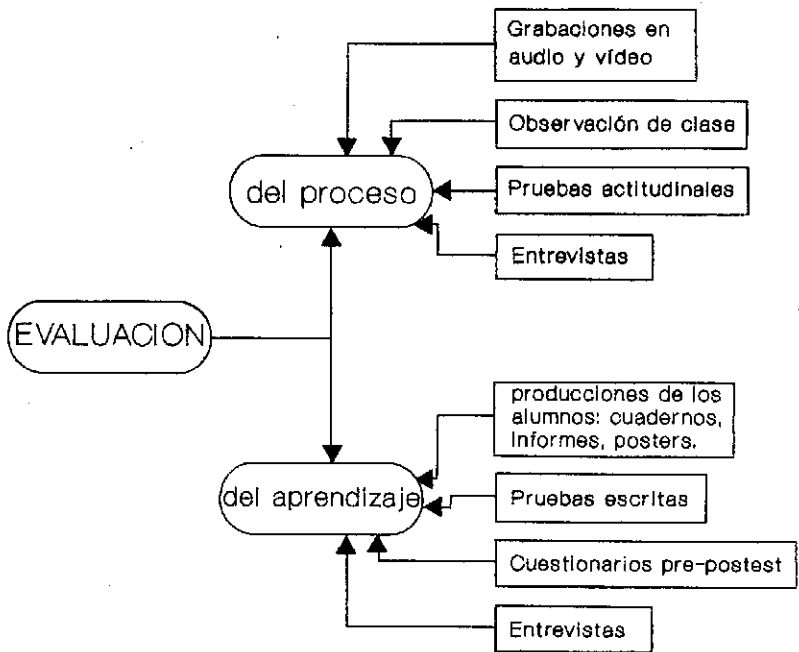 Grabaciones en
audio y vídeo
Observación de clase
del proceso
Pruebas actitudinales
Entrevistas
EVALUACION
producciones de los
alumnos: cuadernos,
Informes, posters.
del aprendizaje
Pruebas escritas
Cuestionarios pre-postest
Entrevistas